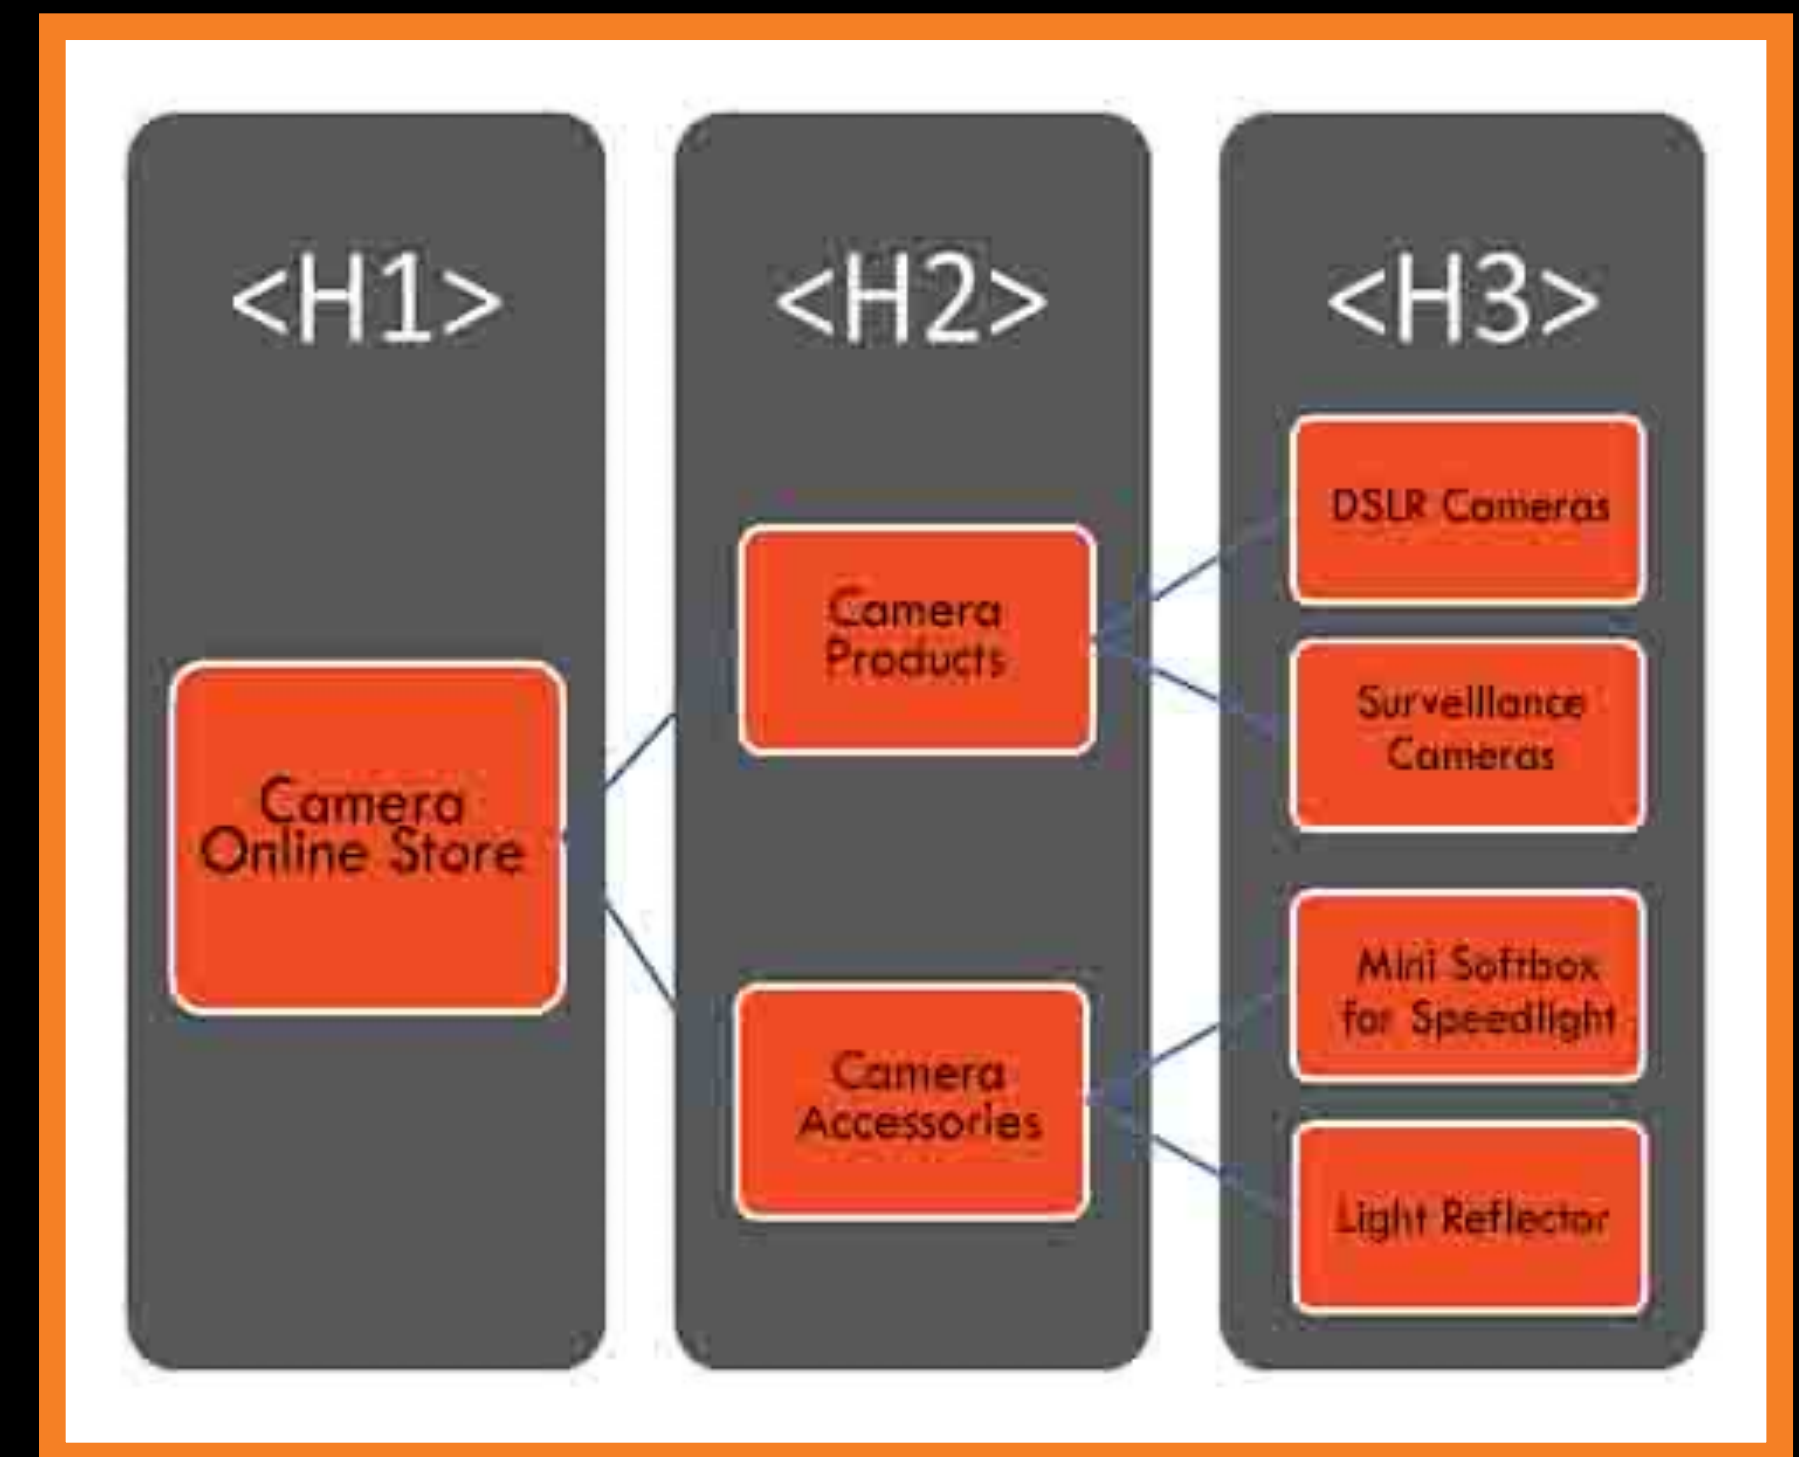 <H1>
Camera
Online Store
<H2>
Camera
Products
Camera
Accessories
<H3>
DSLR Cameras
Surveillance
Cameras
Mini Softbox
for Speedlight
Light Reflector